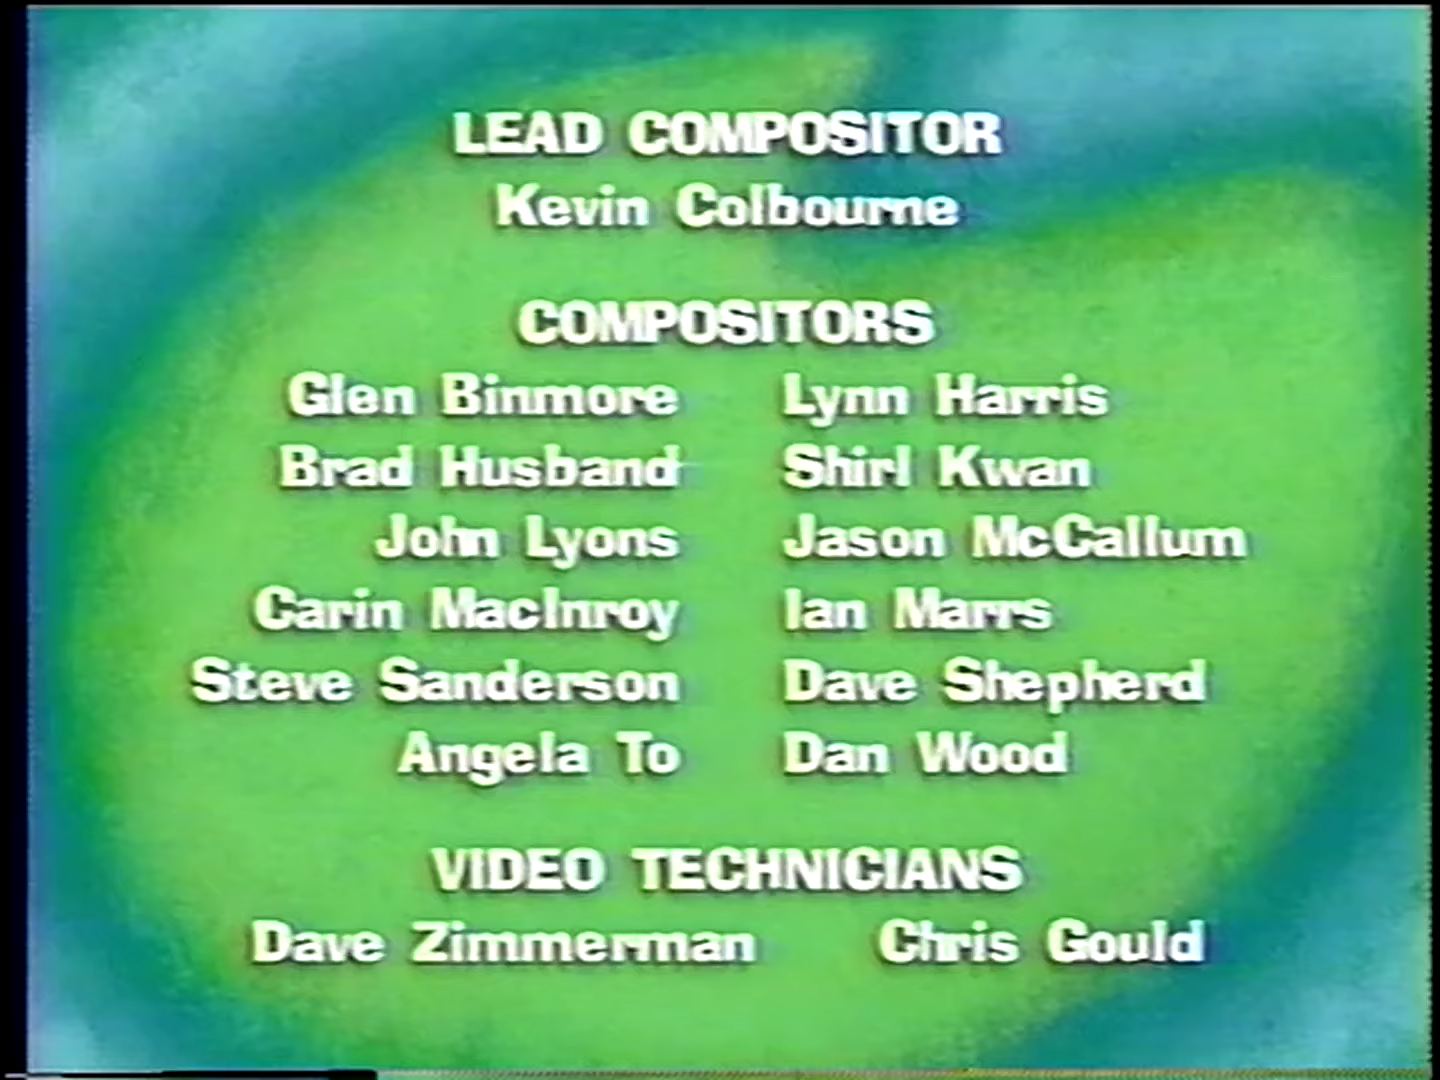 LEAD COMPOSITOR
Kevin Colbourne
COMPOSITORS
Glen Binmore Lynn Harris
Brad Husband Shirl Kwan
John Lyons Jason McCallum
Carin MacInroy Ian Marrs
Steve Sanderson Dave Shepherd
Angela To Dan Wood
VIDEO TECHNICIANS
Dave Zimmerman Chris Gould